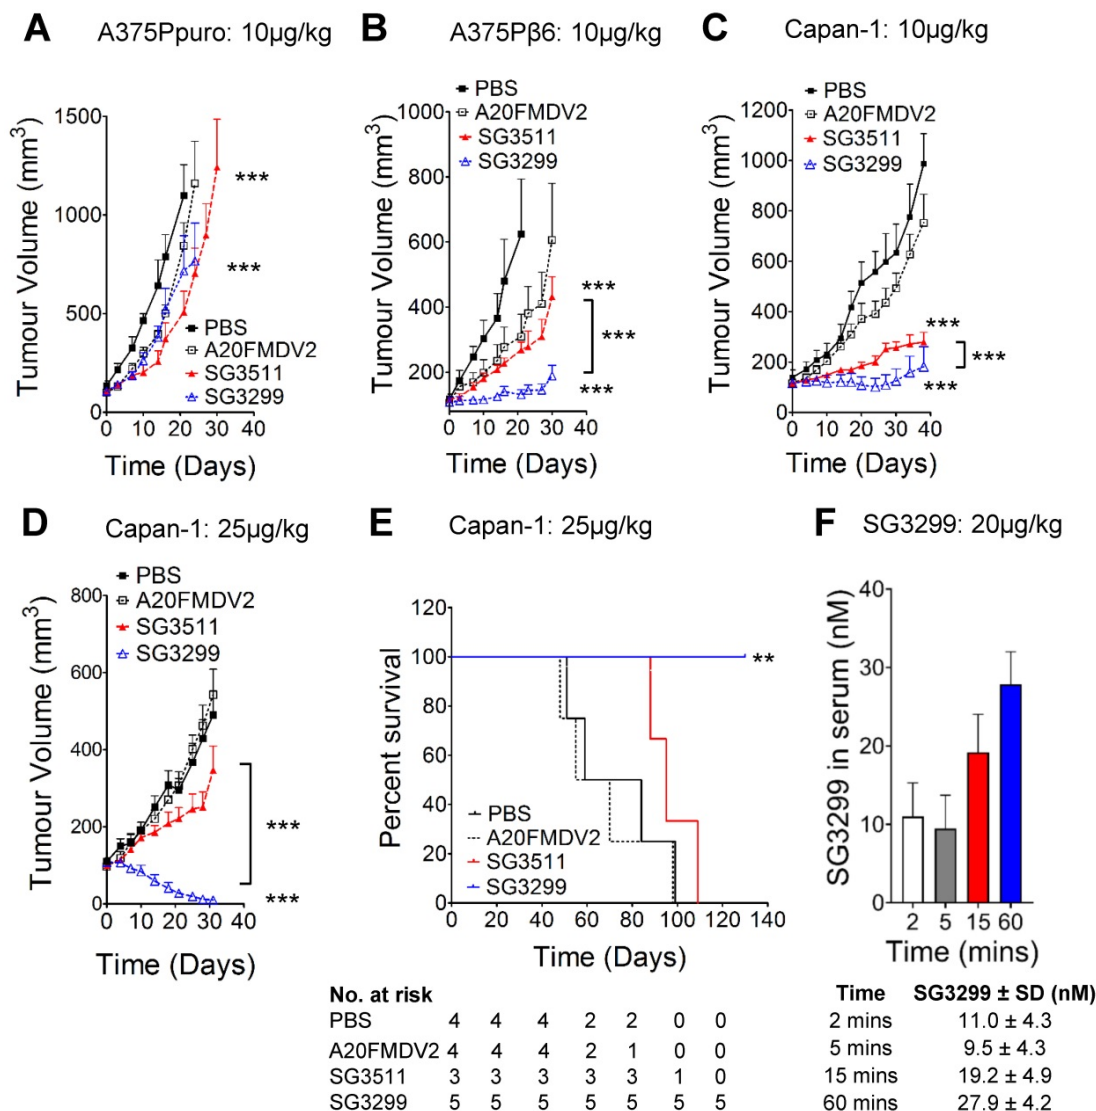 A A375Ppuro: 10µg/kg
Tumour Volume (mm³)
1500
1000
500
0
0 10 20 30 40
Time (Days)
***
***
PBS
A20FMDV2
SG3511
SG3299
B A375Pβ6: 10µg/kg
PBS
A20FMDV2
SG3511
SG3299
Tumour Volume (mm³)
1000
800
600
400
200
0 10 20 30 40
Time (Days)
***
***
***
C Capan-1: 10µg/kg
PBS
A20FMDV2
SG3511
SG3299
Tumour Volume (mm³)
1200
1000
800
600
400
200
0
0 10 20 30 40
Time (Days)
***
***
***
D Capan-1: 25µg/kg
PBS
A20FMDV2
SG3511
SG3299
Tumour Volume (mm³)
800
600
400
200
0
0 10 20 30 40
Time (Days)
***
***
E Capan-1: 25µg/kg
Percent survival
120
100
80
60
40
20
0
0 20 40 60 80 100 120 140
Time (Days)
**
PBS
A20FMDV2
SG3511
SG3299
No. at risk
PBS 4 4 4 2 2 0 0
A20FMDV2 4 4 4 2 1 0 0
SG3511 3 3 3 3 3 1 0
SG3299 5 5 5 5 5 5 5
F SG3299: 20µg/kg
SG3299 in serum (nM)
40
30
20
10
0
2 5 15 60
Time (mins)
Time SG3299 ± SD (nM)
2 mins 11.0 ± 4.3
5 mins 9.5 ± 4.3
15 mins 19.2 ± 4.9
60 mins 27.9 ± 4.2